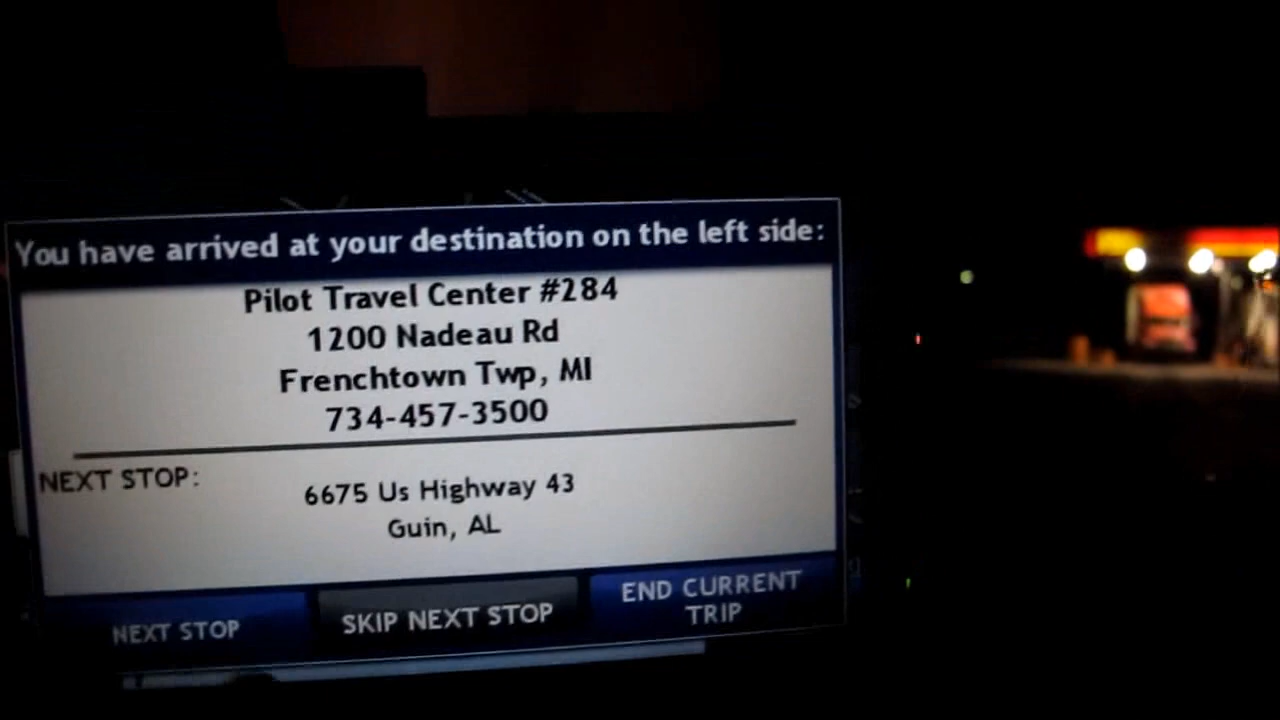 You have arrived at your destination on the left side:
Pilot Travel Center #284
1200 Nadeau Rd
Frenchtown Twp, MI
734-457-3500
NEXT STOP:
6675 Us Highway 43
Guin, AL
NEXT STOP
SKIP NEXT STOP
END CURRENT
TRIP